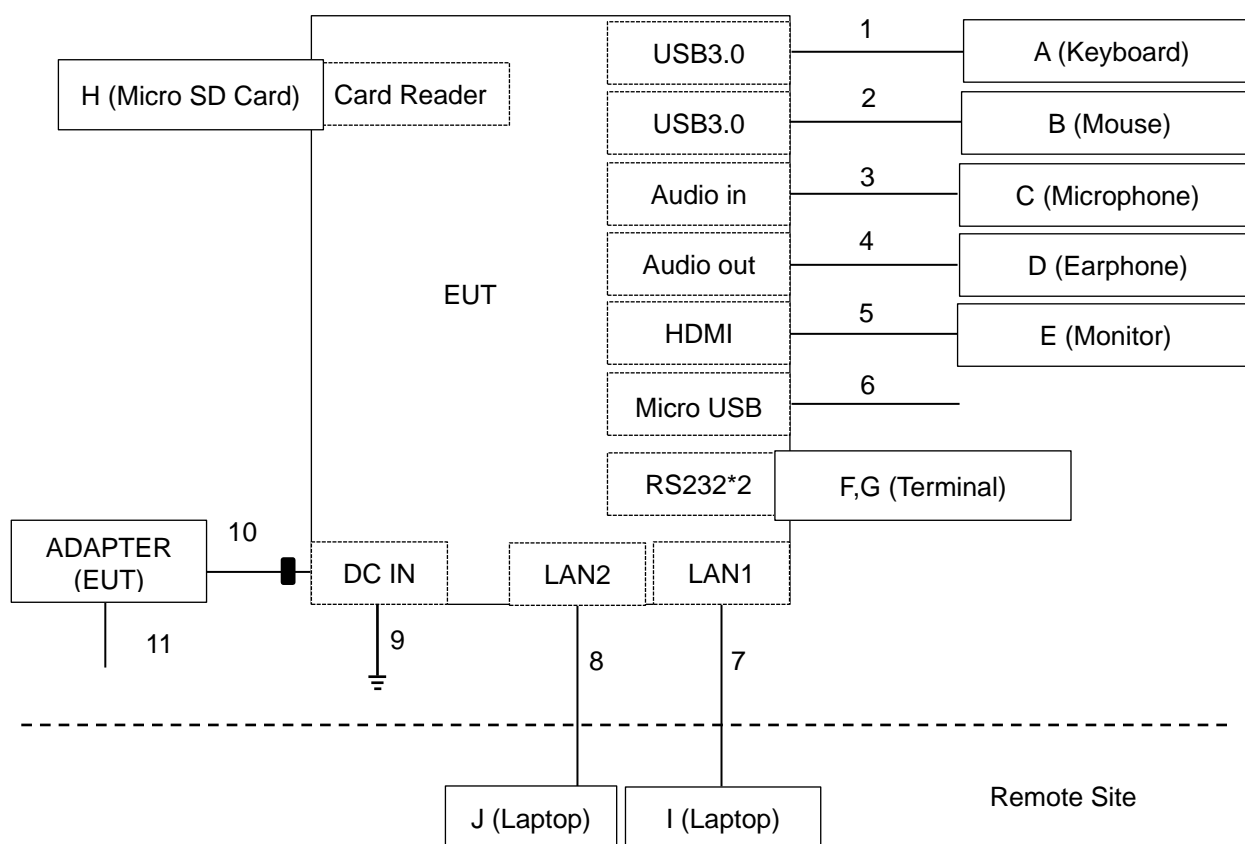 USB3.0
1
A (Keyboard)
H (Micro SD Card)
Card Reader
USB3.0
2
B (Mouse)
Audio in
3
C (Microphone)
Audio out
4
D (Earphone)
EUT
HDMI
5
E (Monitor)
Micro USB
6
RS232*2
F,G (Terminal)
ADAPTER
(EUT)
10
DC IN
LAN2
LAN1
11
9
8
7
J (Laptop)
I (Laptop)
Remote Site